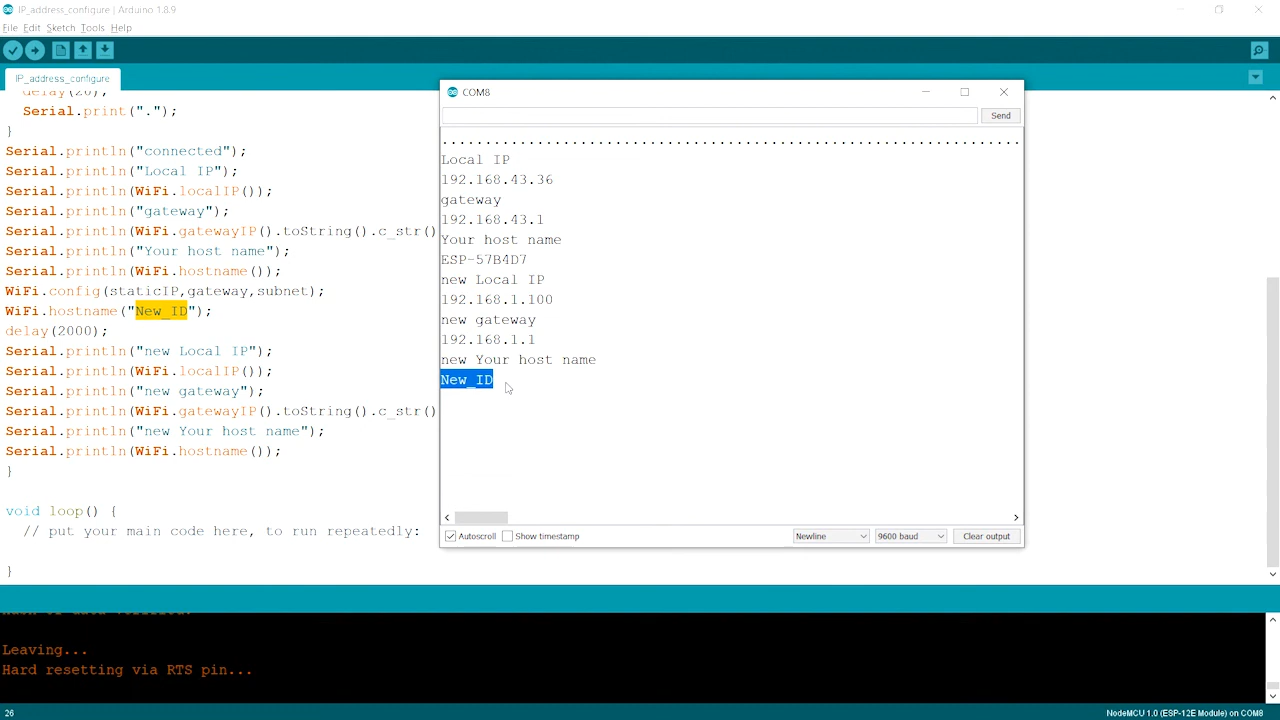 IP_address_configure | Arduino 1.8.9
File Edit Sketch Tools Help
IP_address_configure
delay(20);
Serial.print(".");
}
Serial.println("connected");
Serial.println("Local IP");
Serial.println(WiFi.localIP());
Serial.println("gateway");
Serial.println(WiFi.gatewayIP().toString().c_str()
Serial.println("Your host name");
Serial.println(WiFi.hostname());
WiFi.config(staticIP,gateway,subnet);
WiFi.hostname("New_ID");
delay(2000);
Serial.println("new Local IP");
Serial.println(WiFi.localIP());
Serial.println("new gateway");
Serial.println(WiFi.gatewayIP().toString().c_str()
Serial.println("new Your host name");
Serial.println(WiFi.hostname());
}
void loop() {
// put your main code here, to run repeatedly:
}
COM8
Send
...................................................................
Local IP
192.168.43.36
gateway
192.168.43.1
Your host name
ESP-57B4D7
new Local IP
192.168.1.100
new gateway
192.168.1.1
new Your host name
New_ID
Autoscroll Show timestamp Newline 9600 baud Clear output
Leaving...
Hard resetting via RTS pin...
26 NodeMCU 1.0 (ESP-12E Module) on COM8